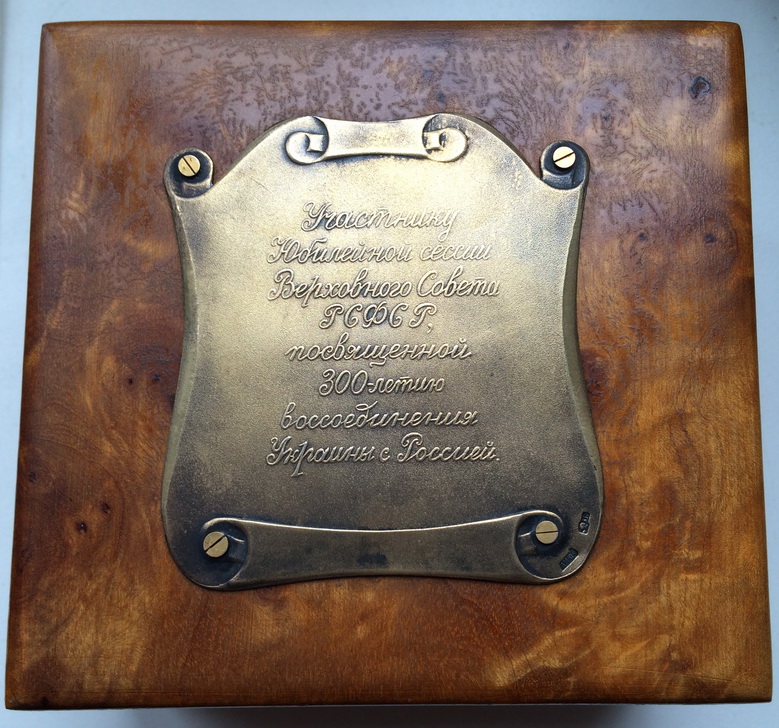 Участнику
Юбилейной сессии
Верховного Совета
РСФСР,
посвященной
300-летию
воссоединения
Украины с Россией.